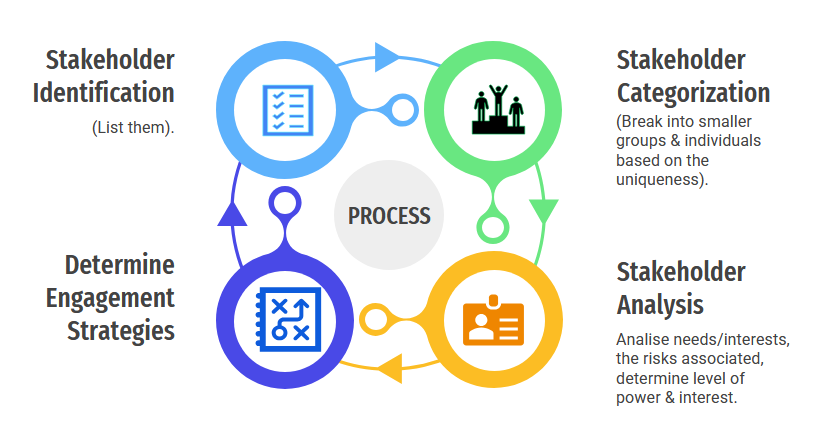 Stakeholder
Identification
(List them).
Stakeholder
Categorization
(Break into smaller
groups & individuals
based on the
uniqueness).
PROCESS
Determine
Engagement
Strategies
Stakeholder
Analysis
Analise needs/interests,
the risks associated,
determine level of
power & interest.